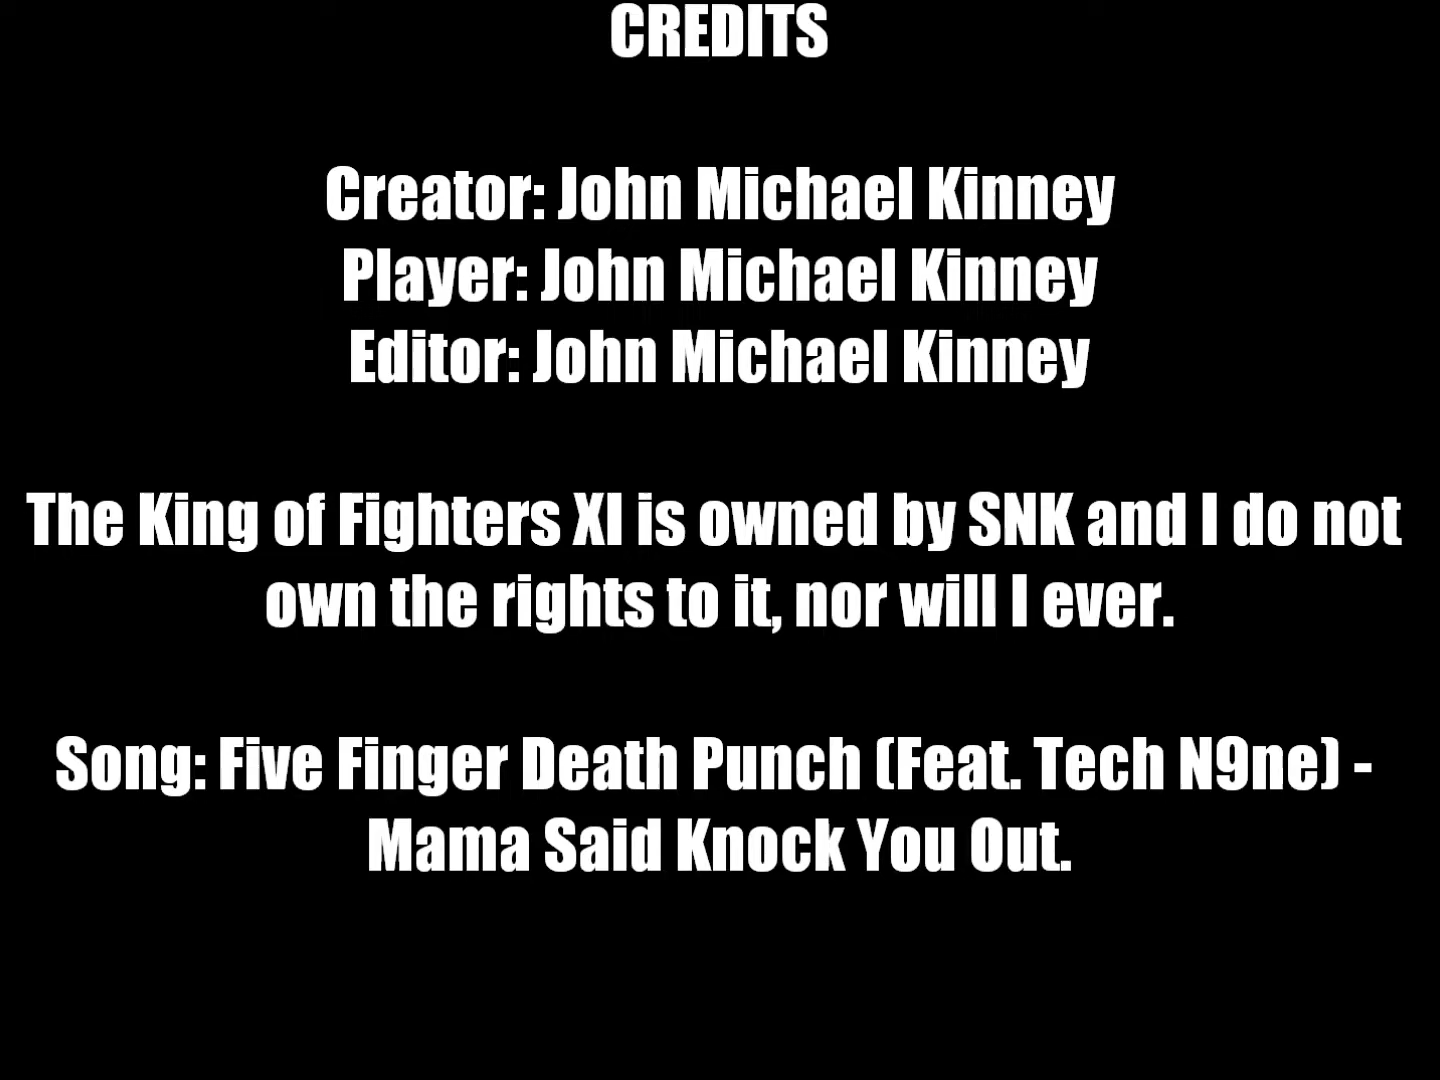 CREDITS
Creator: John Michael Kinney
Player: John Michael Kinney
Editor: John Michael Kinney
The King of Fighters XI is owned by SNK and I do not
own the rights to it, nor will I ever.
Song: Five Finger Death Punch (Feat. Tech N9ne) -
Mama Said Knock You Out.